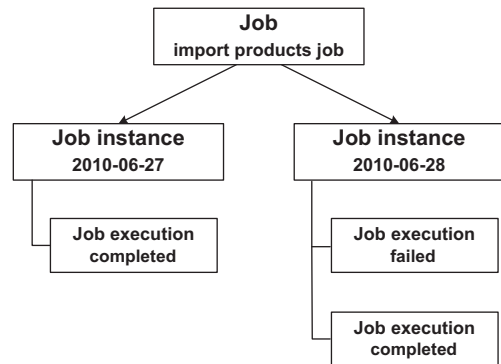 Job
import products job
Job instance
2010-06-27
Job execution
completed
Job instance
2010-06-28
Job execution
failed
Job execution
completed